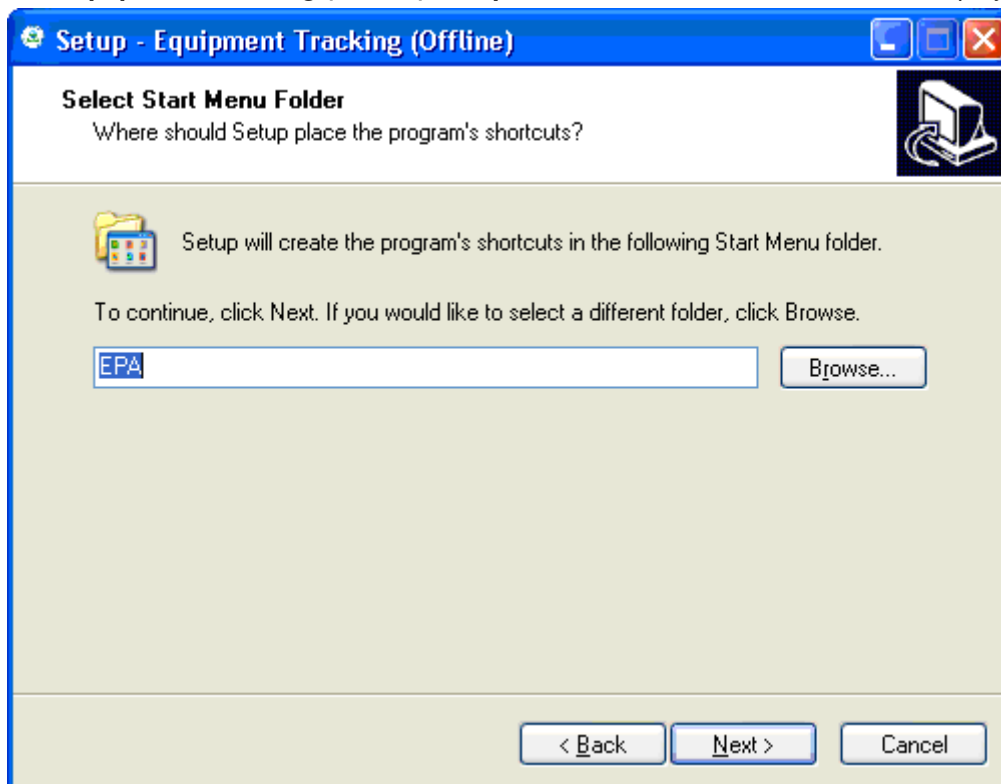 Setup - Equipment Tracking (Offline)
Select Start Menu Folder
Where should Setup place the program's shortcuts?
Setup will create the program's shortcuts in the following Start Menu folder.
To continue, click Next. If you would like to select a different folder, click Browse.
EPA
Browse...
< Back
Next >
Cancel